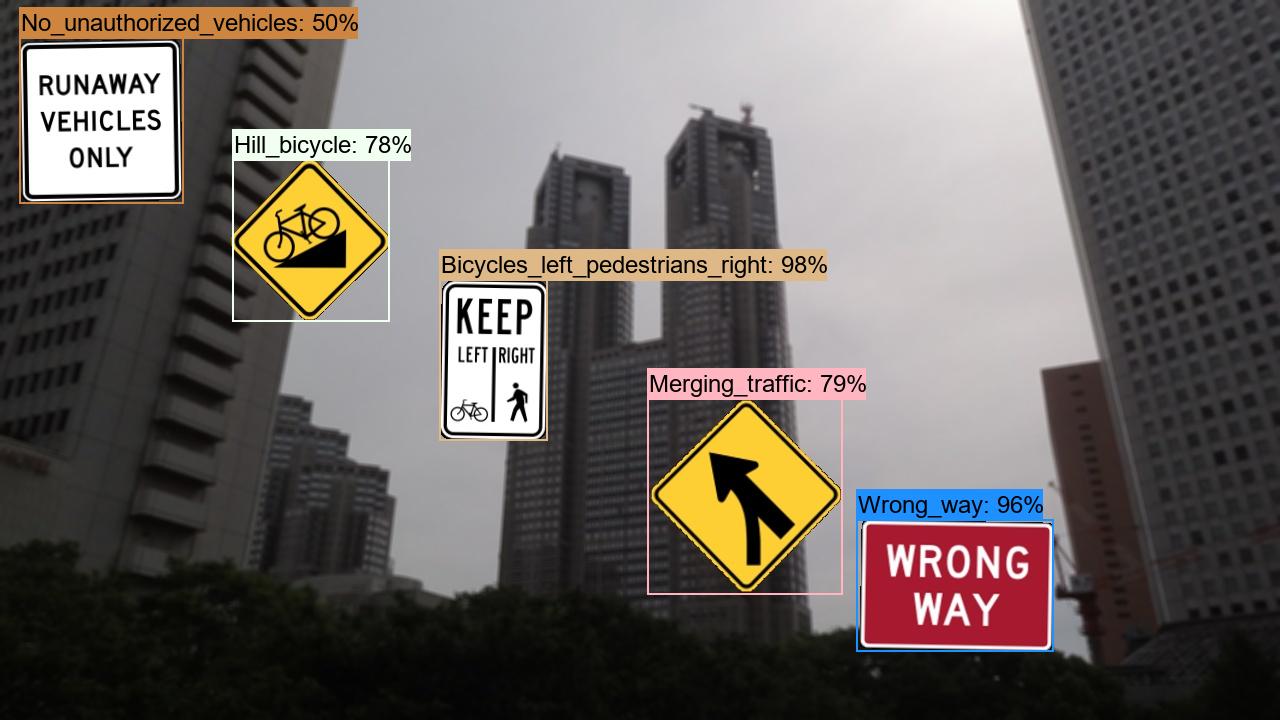 No_unauthorized_vehicles: 50%
RUNAWAY
VEHICLES
ONLY
Hill_bicycle: 78%
Bicycles_left_pedestrians_right: 98%
KEEP
LEFT RIGHT
Merging_traffic: 79%
Wrong_way: 96%
WRONG
WAY